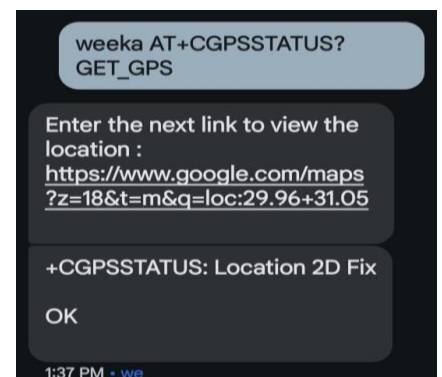 weeka AT+CGPSSTATUS?
GET_GPS
Enter the next link to view the
location :
https://www.google.com/maps
?z=18&t=m&q=loc:29.96+31.05
+CGPSSTATUS: Location 2D Fix
OK
1:37 PM • we